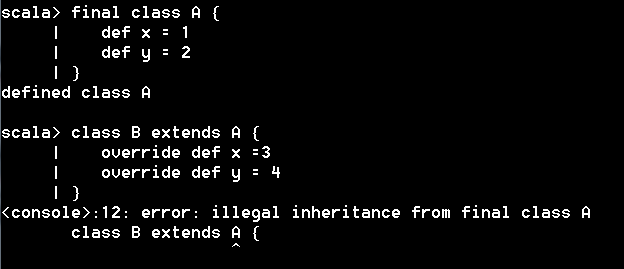 scala> final class A {
     |    def x = 1
     |    def y = 2
     | }
defined class A
scala> class B extends A {
     |    override def x =3
     |    override def y = 4
     | }
<console>:12: error: illegal inheritance from final class A
       class B extends A {
                       ^